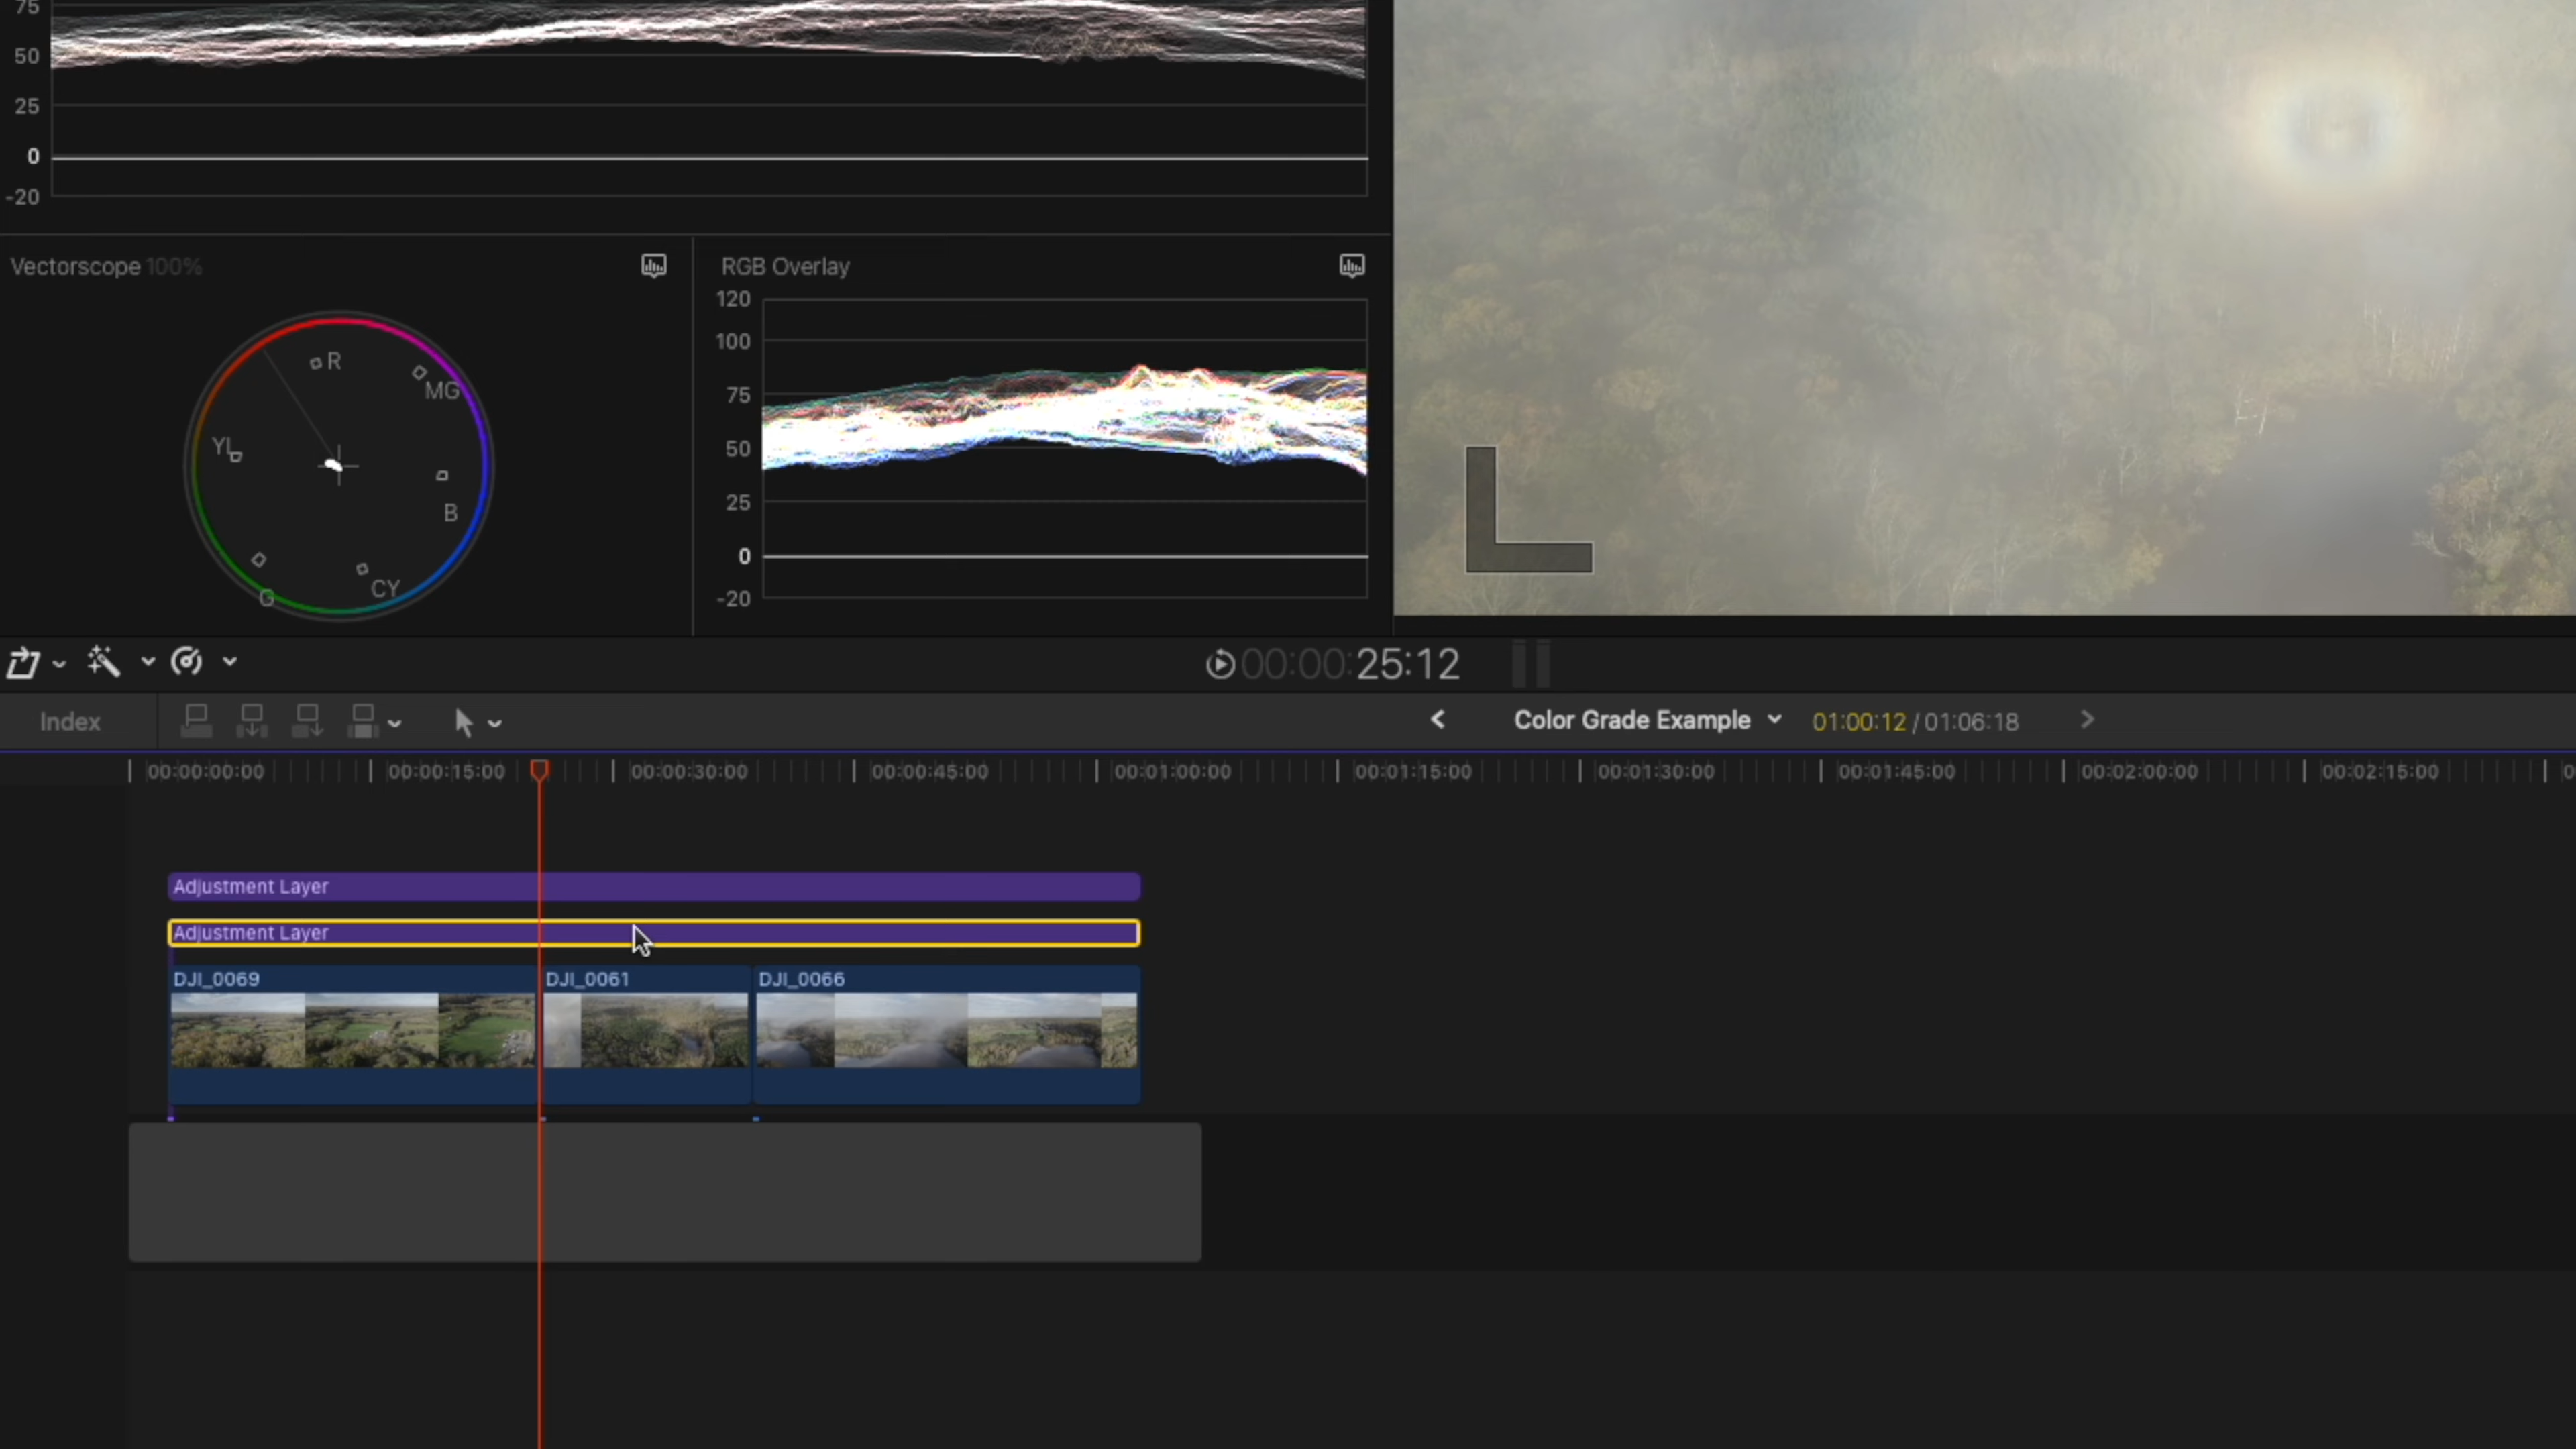 75
50
25
0
-20
Vectorscope 100%
R
MG
YL
B
G
CY
RGB Overlay
120
100
75
50
25
0
-20
00:00:25:12
Index
Color Grade Example
01:00:12 / 01:06:18
00:00:00:00
00:00:15:00
00:00:30:00
00:00:45:00
00:01:00:00
00:01:15:00
00:01:30:00
00:01:45:00
00:02:00:00
00:02:15:00
Adjustment Layer
Adjustment Layer
DJI_0069
DJI_0061
DJI_0066